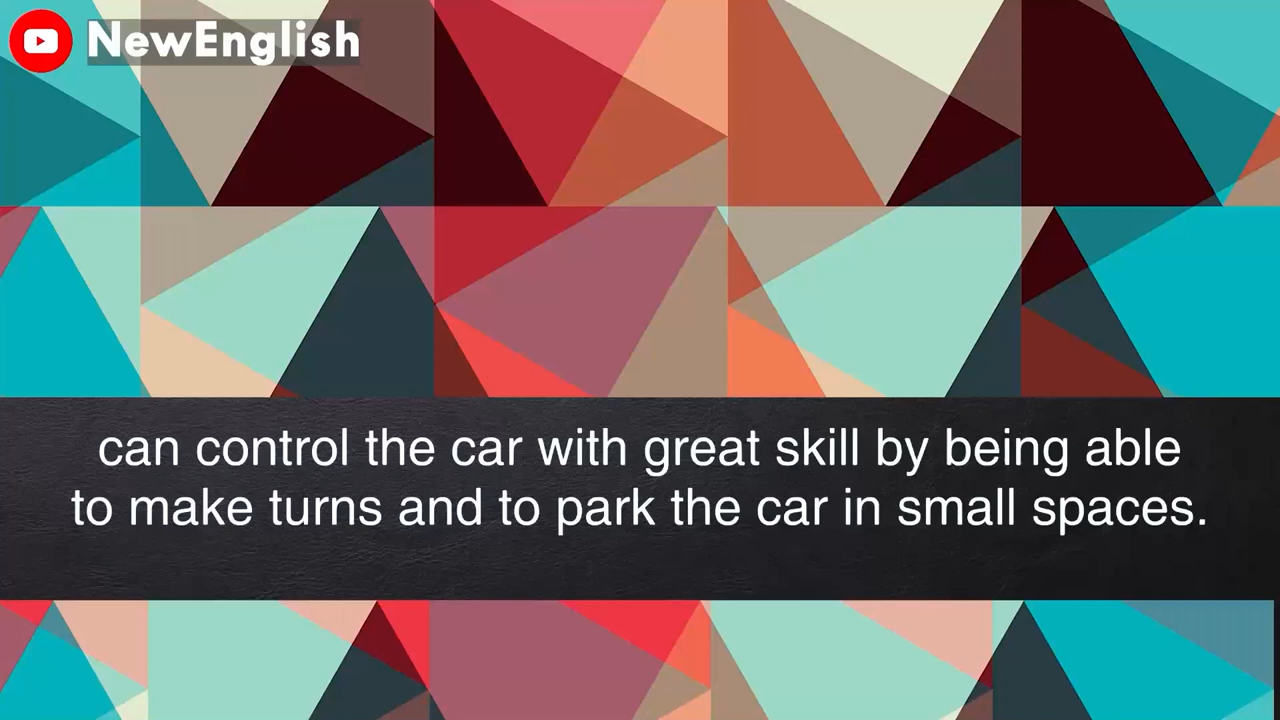 NewEnglish
can control the car with great skill by being able
to make turns and to park the car in small spaces.